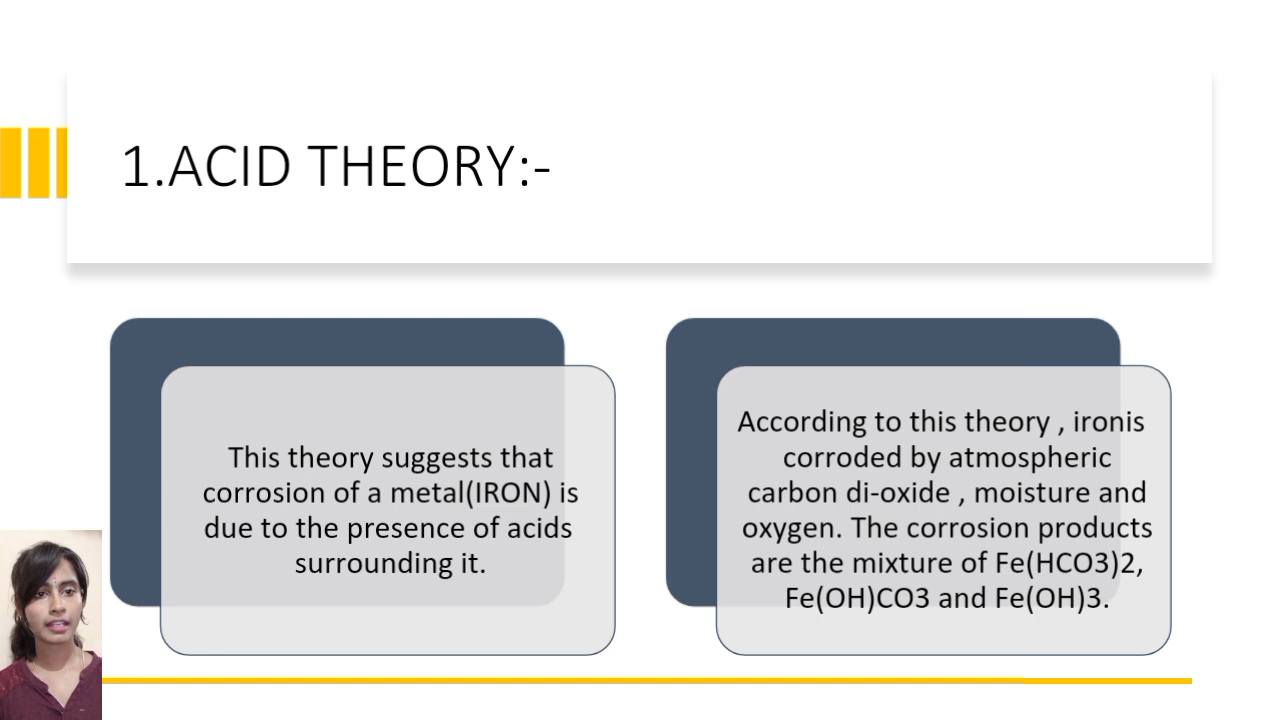 1.ACID THEORY:-
This theory suggests that
corrosion of a metal(IRON) is
due to the presence of acids
surrounding it.
According to this theory , ironis
corroded by atmospheric
carbon di-oxide , moisture and
oxygen. The corrosion products
are the mixture of Fe(HCO3)2,
Fe(OH)CO3 and Fe(OH)3.